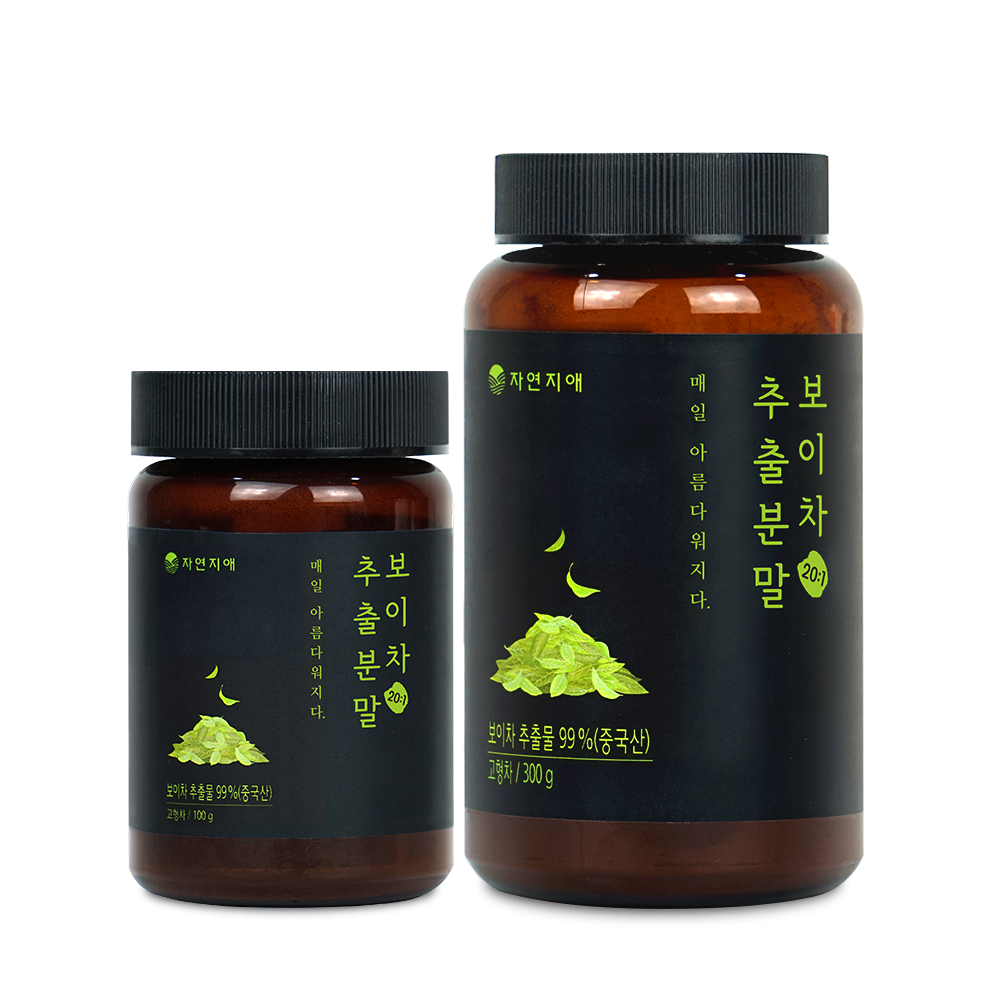 자연지애
보이차
추출분말
20:1
매일 아름다워지다.
보이차 추출물 99%(중국산)
고형차 / 100 g
자연지애
보이차
추출분말
20:1
매일 아름다워지다.
보이차 추출물 99%(중국산)
고형차 / 300 g